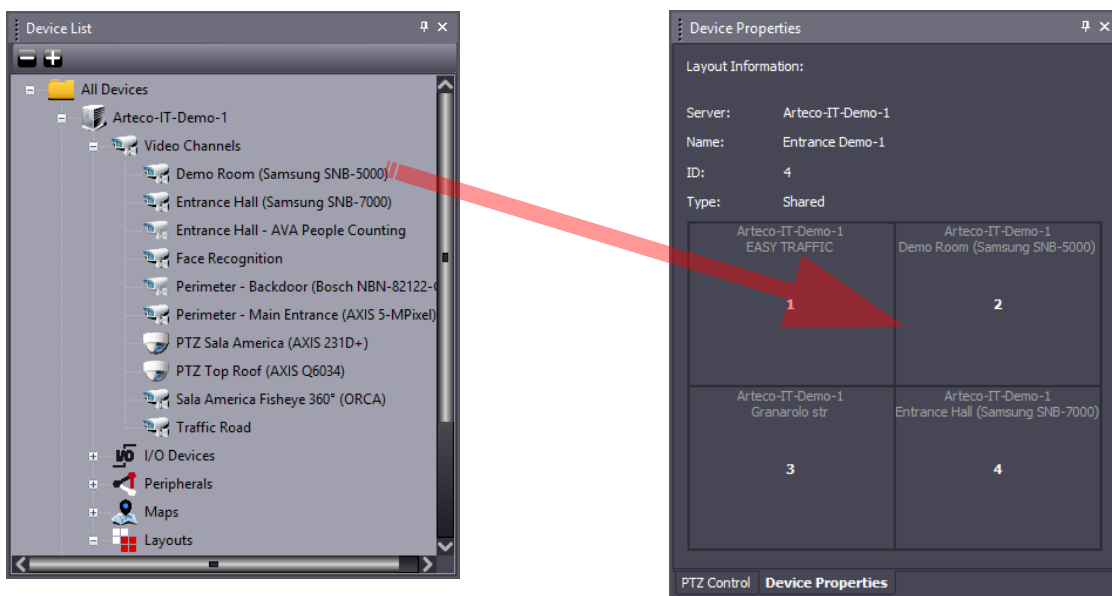 Device List
All Devices
Arteco-IT-Demo-1
Video Channels
Demo Room (Samsung SNB-5000)
Entrance Hall (Samsung SNB-7000)
Entrance Hall - AVA People Counting
Face Recognition
Perimeter - Backdoor (Bosch NBN-82122-
Perimeter - Main Entrance (AXIS 5-MPixel)
PTZ Sala America (AXIS 231D+)
PTZ Top Roof (AXIS Q6034)
Sala America Fisheye 360° (ORCA)
Traffic Road
I/O
I/O Devices
Peripherals
Maps
Layouts
Device Properties
Layout Information:
Server: Arteco-IT-Demo-1
Name: Entrance Demo-1
ID: 4
Type: Shared
Arteco-IT-Demo-1
EASY TRAFFIC
1
Arteco-IT-Demo-1
Demo Room (Samsung SNB-5000)
2
Arteco-IT-Demo-1
Granarolo str
3
Arteco-IT-Demo-1
Entrance Hall (Samsung SNB-7000)
4
PTZ Control Device Properties